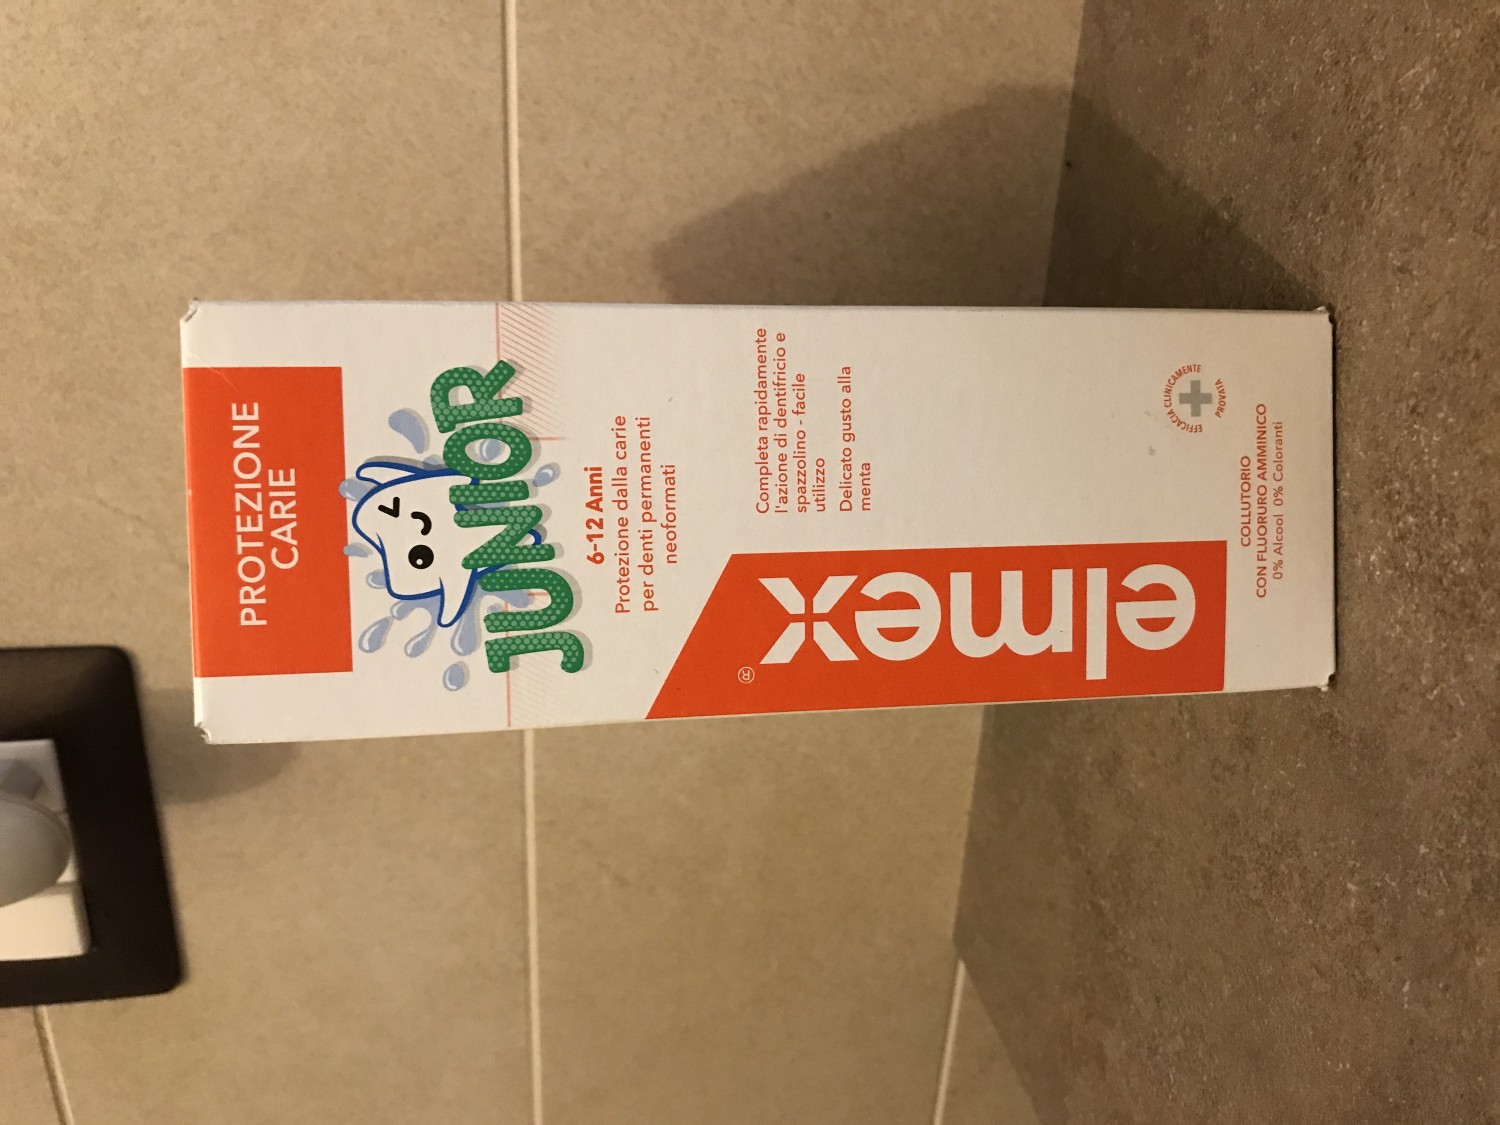 PROTEZIONE
CARIE
JUNIOR
6-12 Anni
Protezione dalla carie
per denti permanenti
neoformati
Completa rapidamente
l'azione di dentifricio e
spazzolino - facile
utilizzo
Delicato gusto alla
menta
elmex®
EFFICACIA CLINICAMENTE
PROVATA
COLLUTORIO
CON FLUORURO AMMINICO
0% Alcool 0% Coloranti